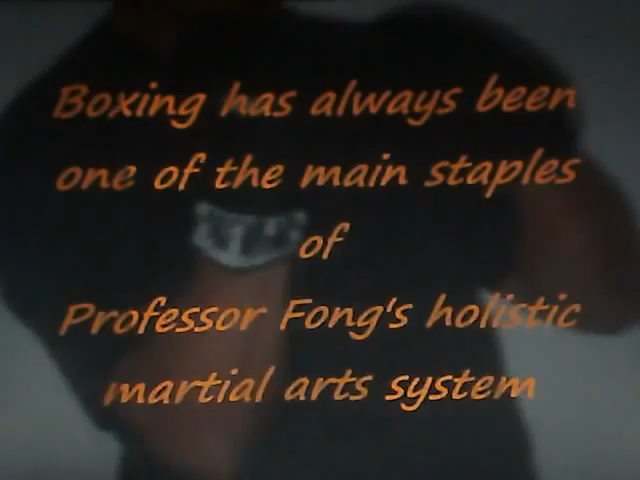 Boxing has always been
one of the main staples
of
Professor Fong's holistic
martial arts system